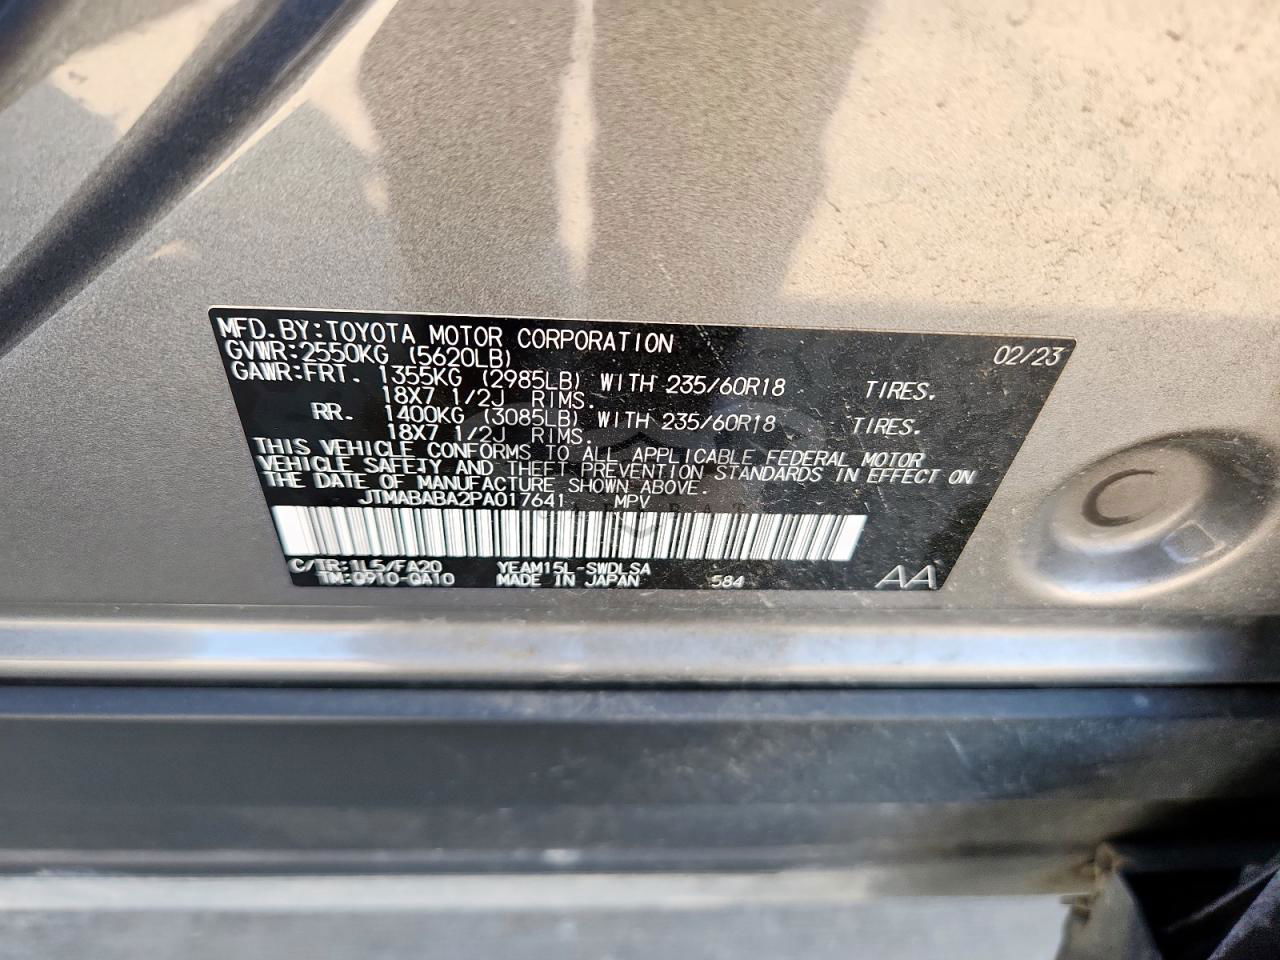 MFD.BY:TOYOTA MOTOR CORPORATION 02/23
GVWR:2550KG (5620LB)
GAWR:FRT. 1355KG (2985LB) WITH 235/60R18 TIRES.
18X7 1/2J RIMS.
RR. 1400KG (3085LB) WITH 235/60R18 TIRES.
18X7 1/2J RIMS.
THIS VEHICLE CONFORMS TO ALL APPLICABLE FEDERAL MOTOR
VEHICLE SAFETY AND THEFT PREVENTION STANDARDS IN EFFECT ON
THE DATE OF MANUFACTURE SHOWN ABOVE.
JTMABABA2PA017641 MPV
C/TR:1L5/FA20 YEAM15L-SWDLSA
TM:Q910-QA10 MADE IN JAPAN 584 AA